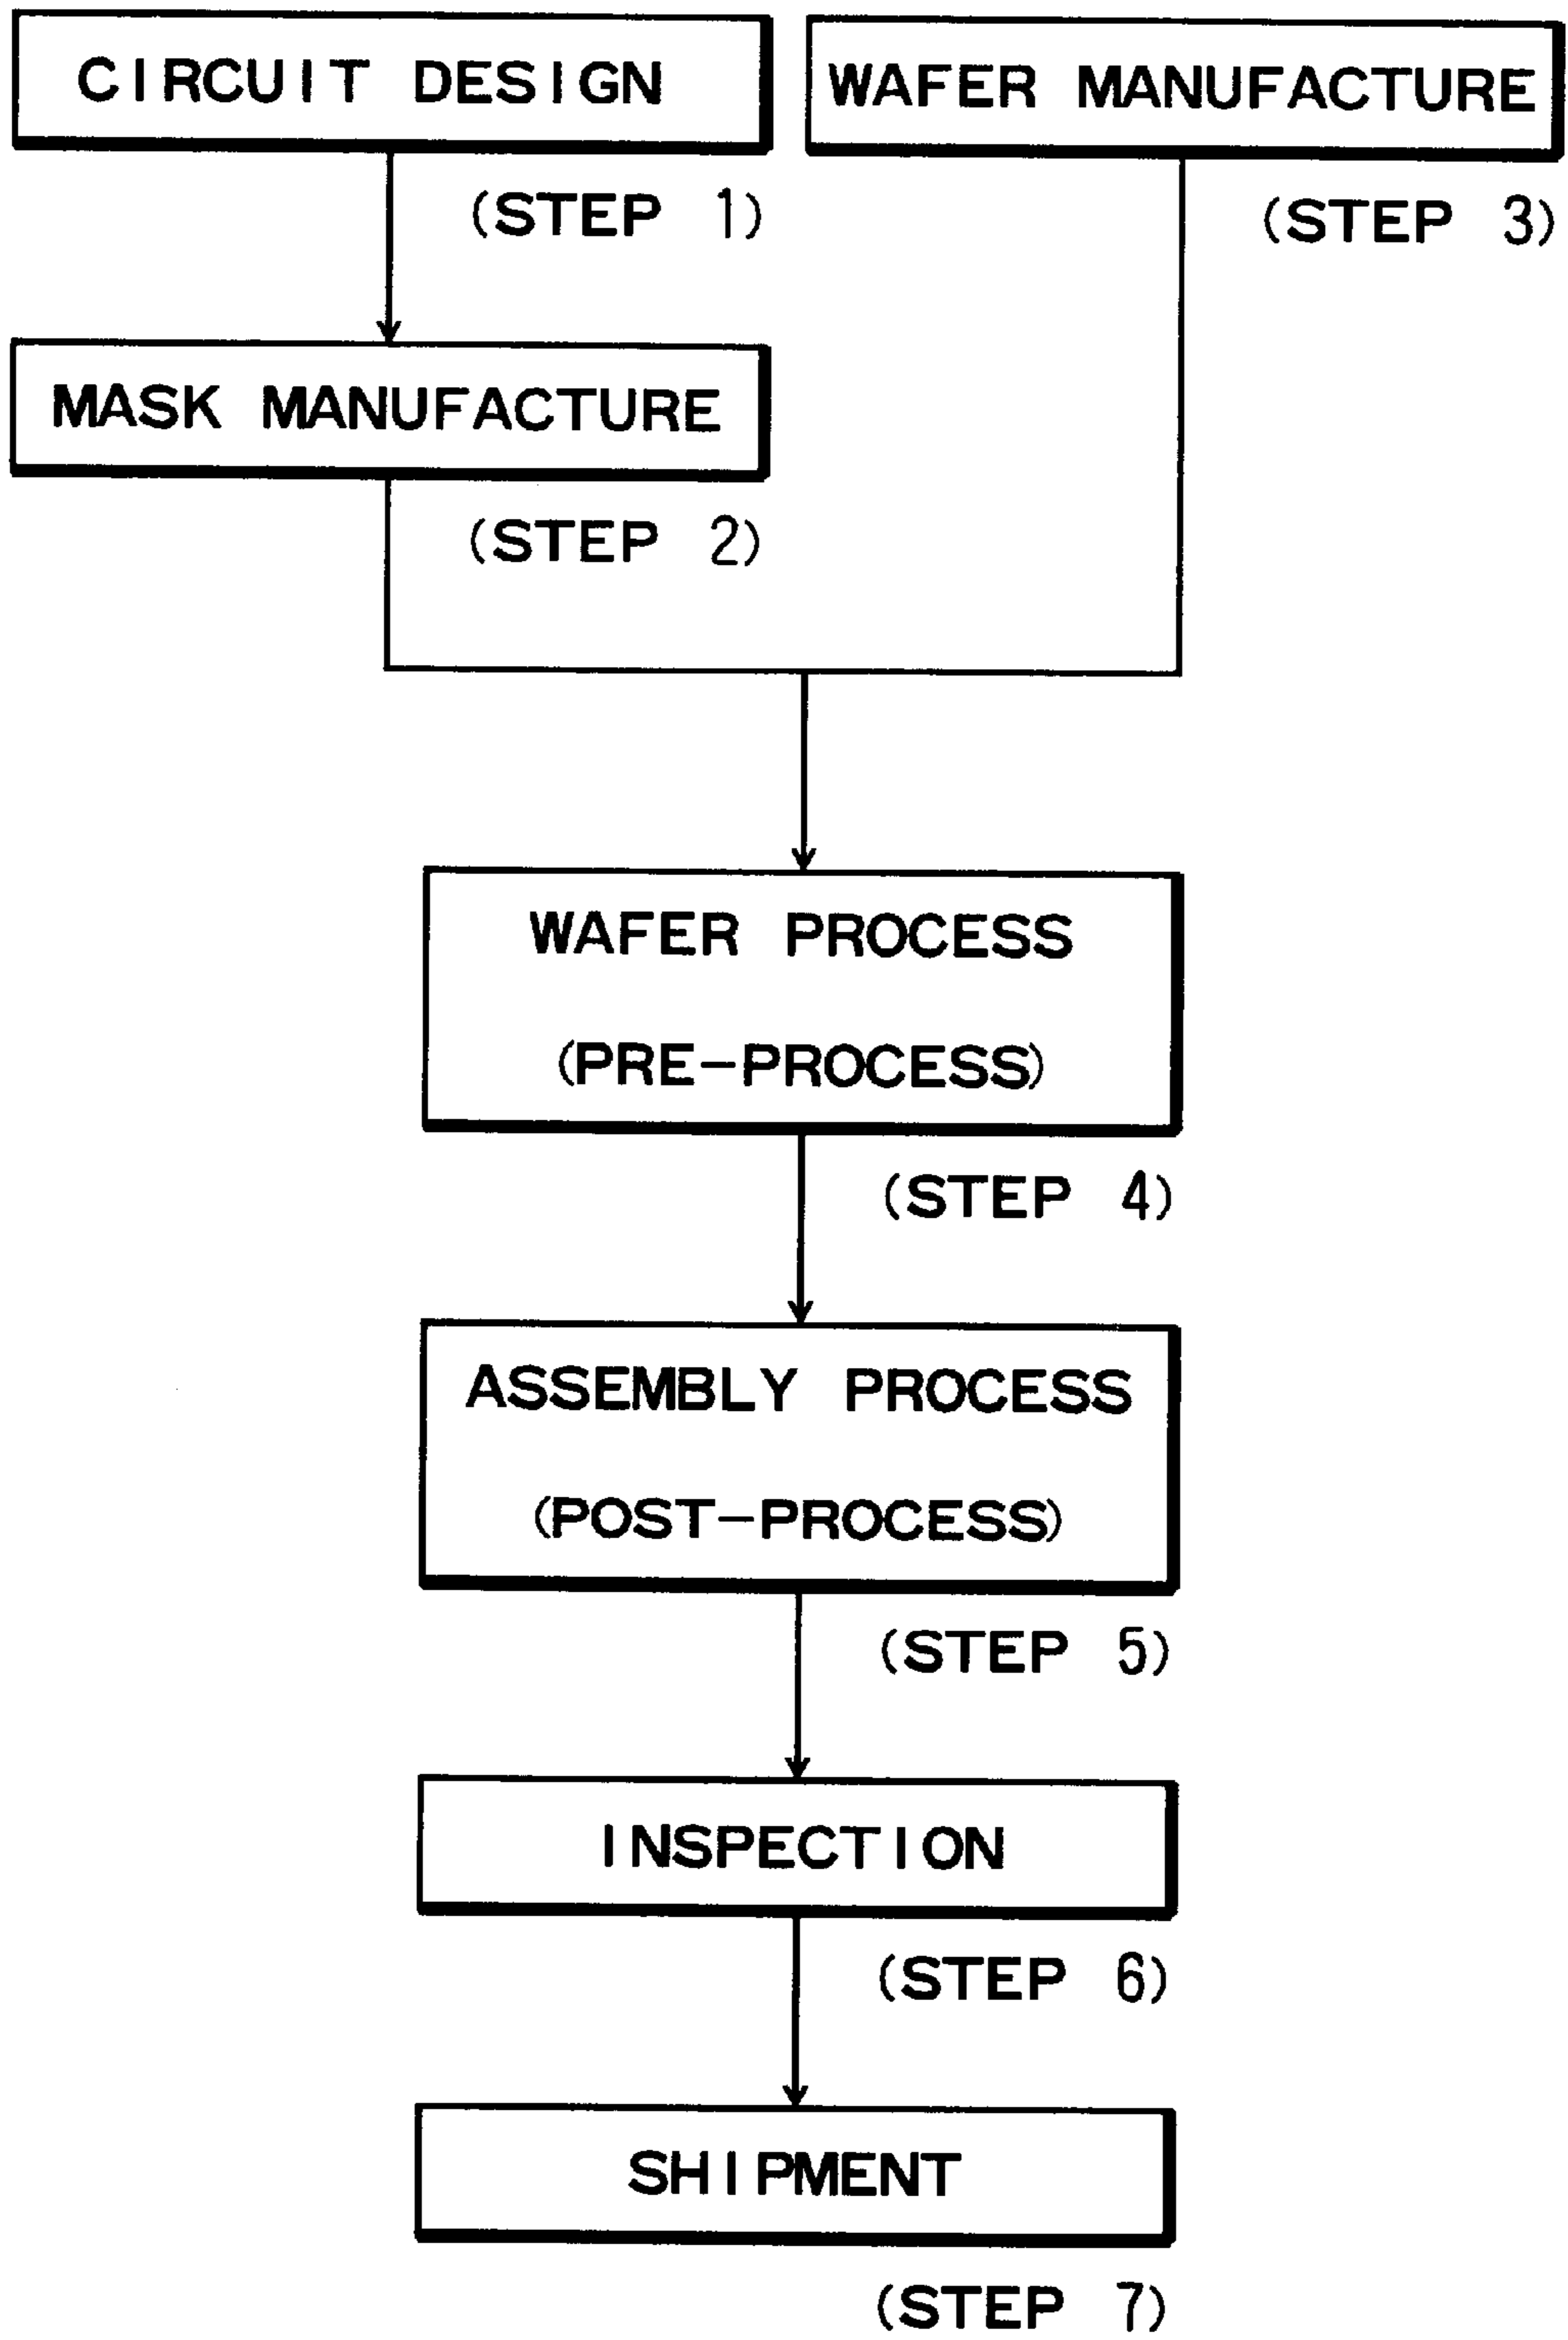 CIRCUIT DESIGN
(STEP 1)
WAFER MANUFACTURE
(STEP 3)
MASK MANUFACTURE
(STEP 2)
WAFER PROCESS
(PRE-PROCESS)
(STEP 4)
ASSEMBLY PROCESS
(POST-PROCESS)
(STEP 5)
INSPECTION
(STEP 6)
SHIPMENT
(STEP 7)